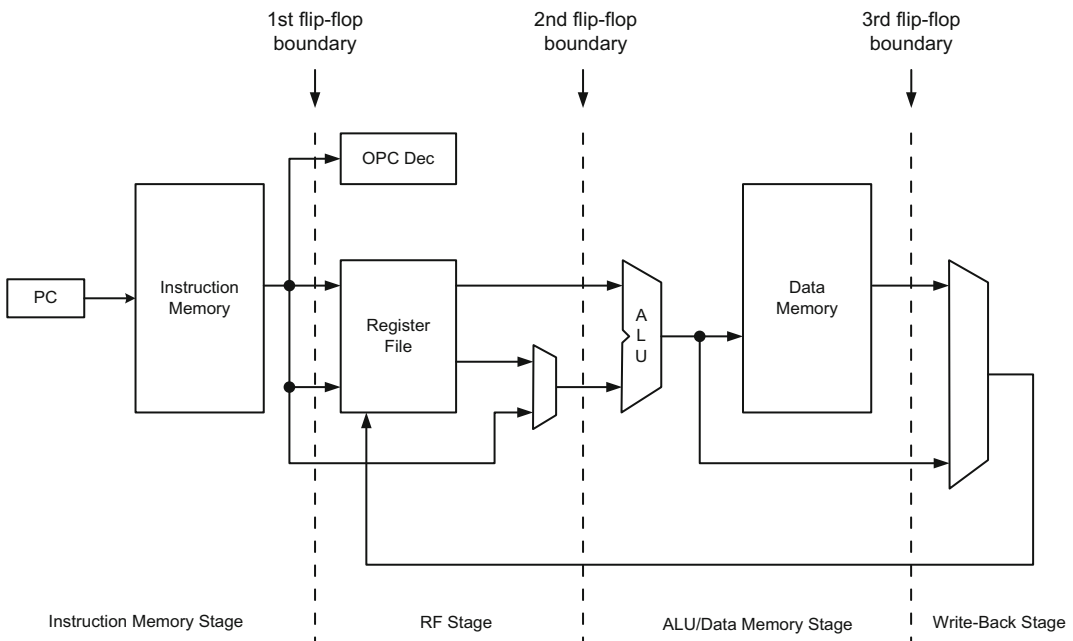 1st flip-flop
boundary
2nd flip-flop
boundary
3rd flip-flop
boundary
OPC Dec
PC
Instruction
Memory
Register
File
A
L
U
Data
Memory
Instruction Memory Stage
RF Stage
ALU/Data Memory Stage
Write-Back Stage